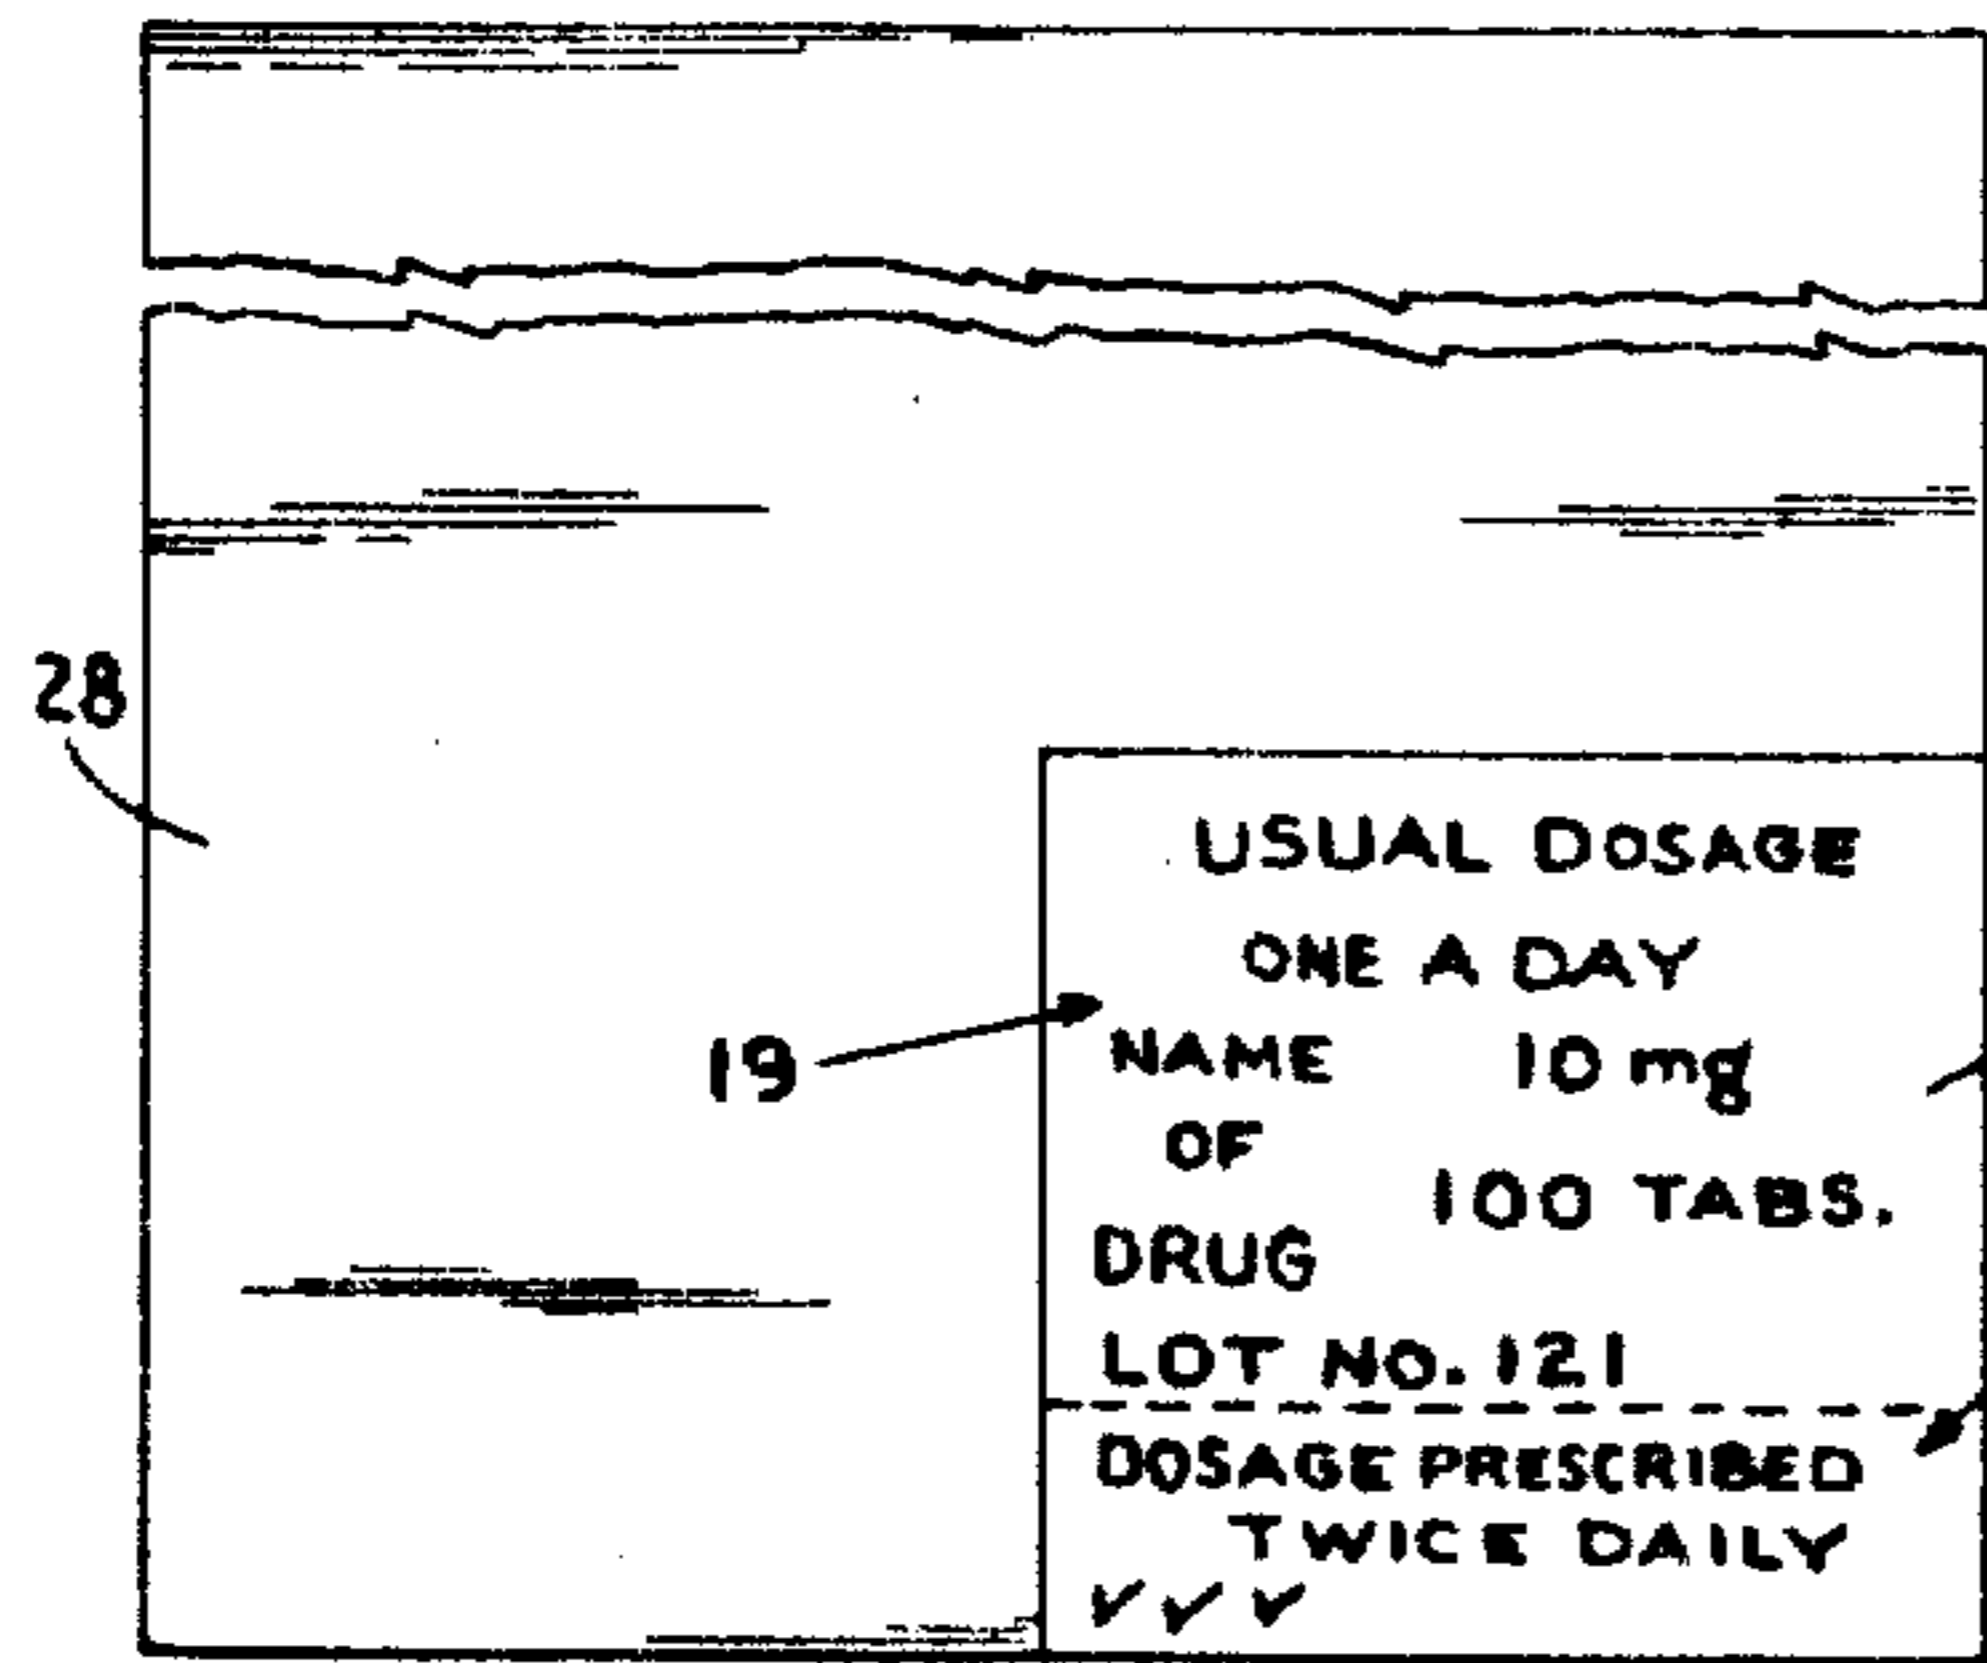 28
USUAL DOSAGE
ONE A DAY
19
NAME 10 mg
OF
100 TABS.
DRUG
LOT NO. 121
DOSAGE PRESCRIBED
TWICE DAILY
✓ ✓ ✓